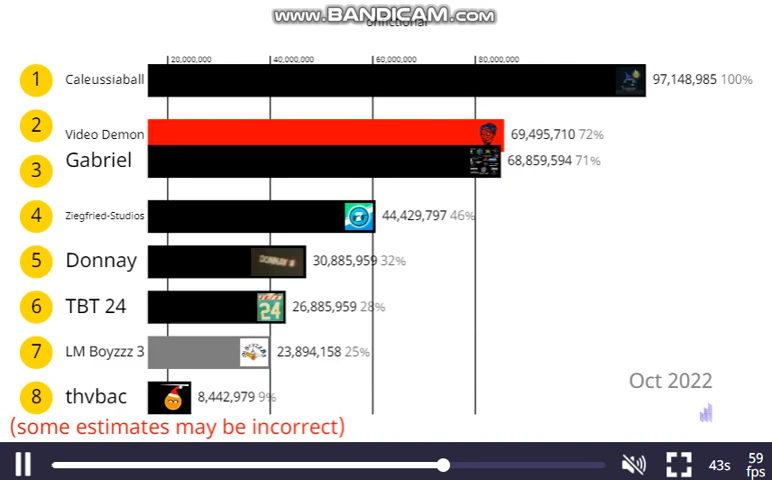 www.BANDICAM.com
onfictional
20,000,000 40,000,000 60,000,000 80,000,000
1 Caleussiaball 97,148,985 100%
2 Video Demon 69,495,710 72%
3 Gabriel 68,859,594 71%
4 Ziegfried-Studios 44,429,797 46%
5 Donnay DONNAY 30,885,959 32%
6 TBT 24 24 26,885,959 28%
7 LM Boyzzz 3 23,894,158 25%
8 thvbac 8,442,979 9%
Oct 2022
(some estimates may be incorrect)
43s 59 fps